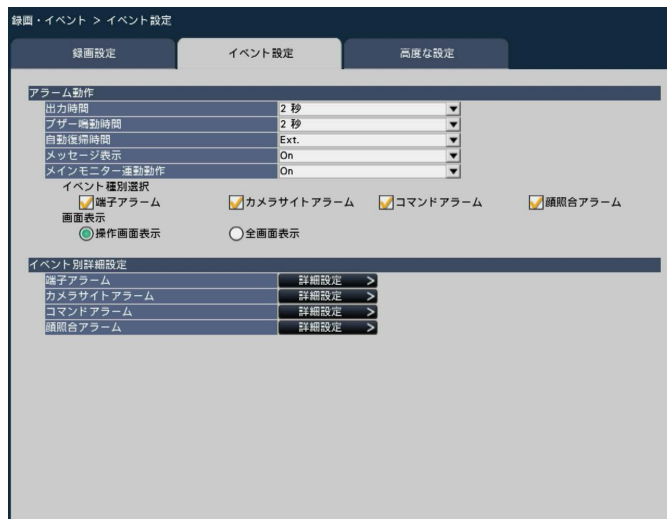 録画・イベント > イベント設定
録画設定 イベント設定 高度な設定
アラーム動作
出力時間 2 秒
ブザー鳴動時間 2 秒
自動復帰時間 Ext.
メッセージ表示 On
メインモニター連動動作 On
イベント種別選択
端子アラーム カメラサイトアラーム コマンドアラーム 顔照合アラーム
画面表示
操作画面表示 全画面表示
イベント別詳細設定
端子アラーム 詳細設定 >
カメラサイトアラーム 詳細設定 >
コマンドアラーム 詳細設定 >
顔照合アラーム 詳細設定 >